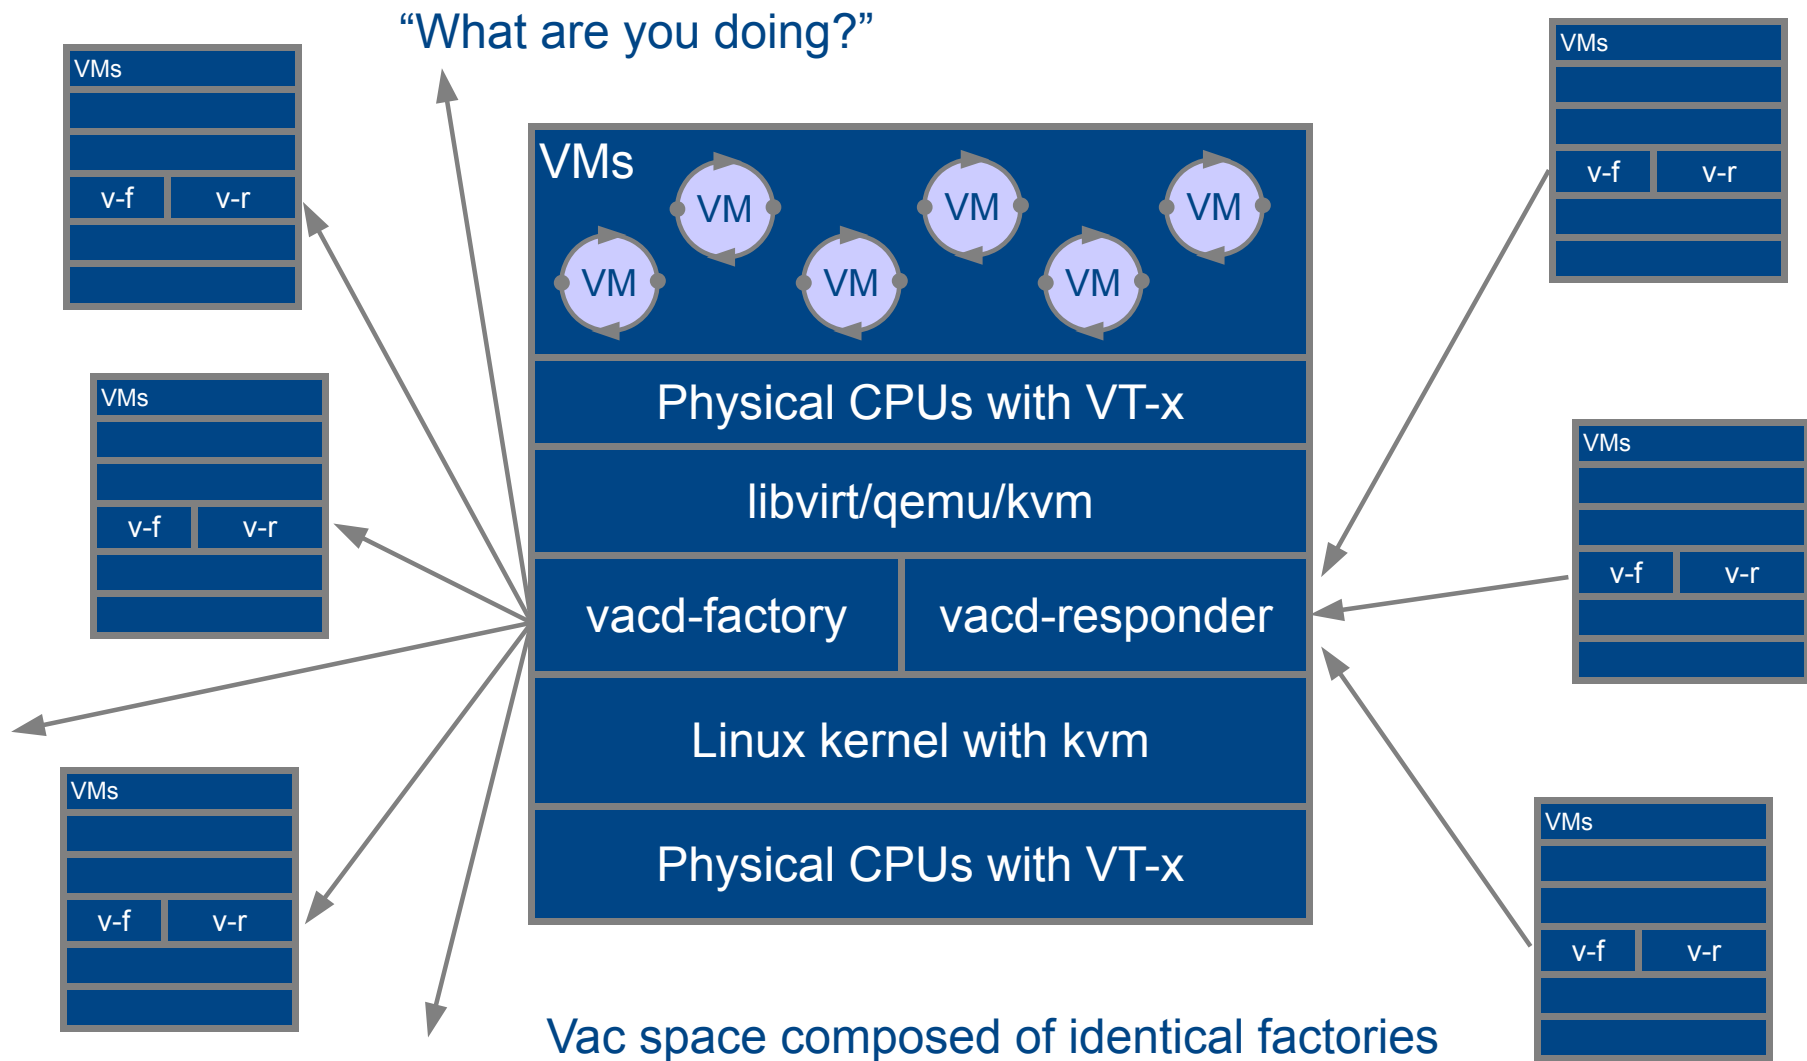 “What are you doing?”
VMs
v-f v-r
VMs
v-f v-r
VMs
v-f v-r
VMs
VM VM VM
VM VM VM
Physical CPUs with VT-x
libvirt/qemu/kvm
vacd-factory vacd-responder
Linux kernel with kvm
Physical CPUs with VT-x
VMs
v-f v-r
VMs
v-f v-r
VMs
v-f v-r
Vac space composed of identical factories